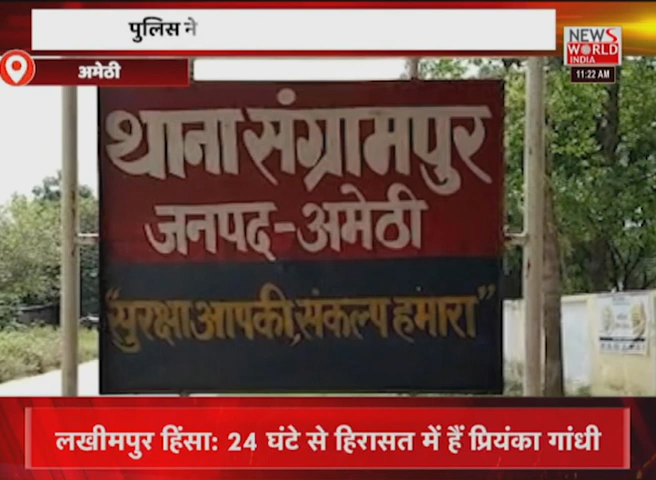 पुलिस ने
NEWS
WORLD
INDIA
11:22 AM
अमेठी
थाना संग्रामपुर
जनपद-अमेठी
"सुरक्षा आपकी, संकल्प हमारा"
लखीमपुर हिंसा: 24 घंटे से हिरासत में हैं प्रियंका गांधी